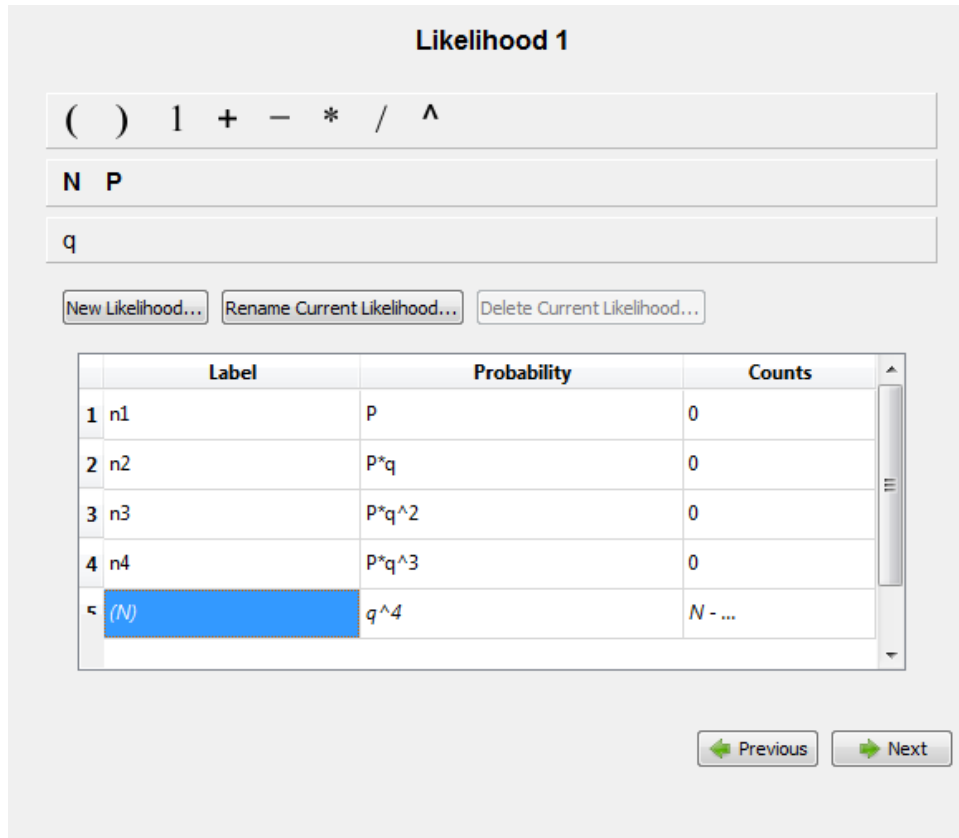 Likelihood 1
( ) 1 + − * / ^
N P
q
New Likelihood... Rename Current Likelihood... Delete Current Likelihood...
Label Probability Counts
1 n1 P 0
2 n2 P*q 0
3 n3 P*q^2 0
4 n4 P*q^3 0
5 (N) q^4 N - ...
Previous Next